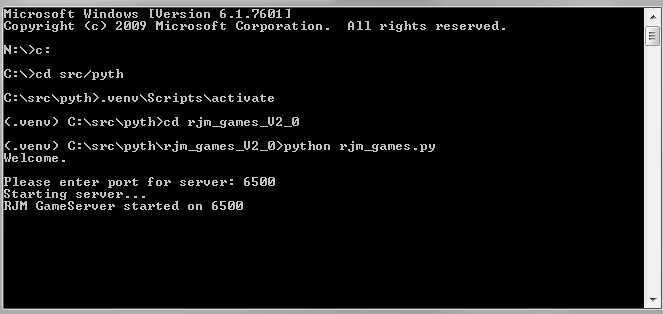 Microsoft Windows [Version 6.1.7601]
Copyright (c) 2009 Microsoft Corporation.  All rights reserved.
N:\>c:
C:\>cd src/pyth
C:\src\pyth>.venv\Scripts\activate
(.venv) C:\src\pyth>cd rjm_games_V2_0
(.venv) C:\src\pyth\rjm_games_V2_0>python rjm_games.py
Welcome.
Please enter port for server: 6500
Starting server...
RJM GameServer started on 6500